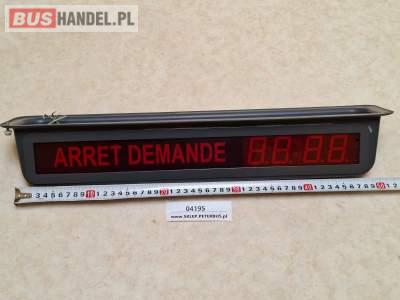 BUSHANDEL.PL
ARRET DEMANDE 88:88
04195
www.SKLEP.PETERBUS.pl